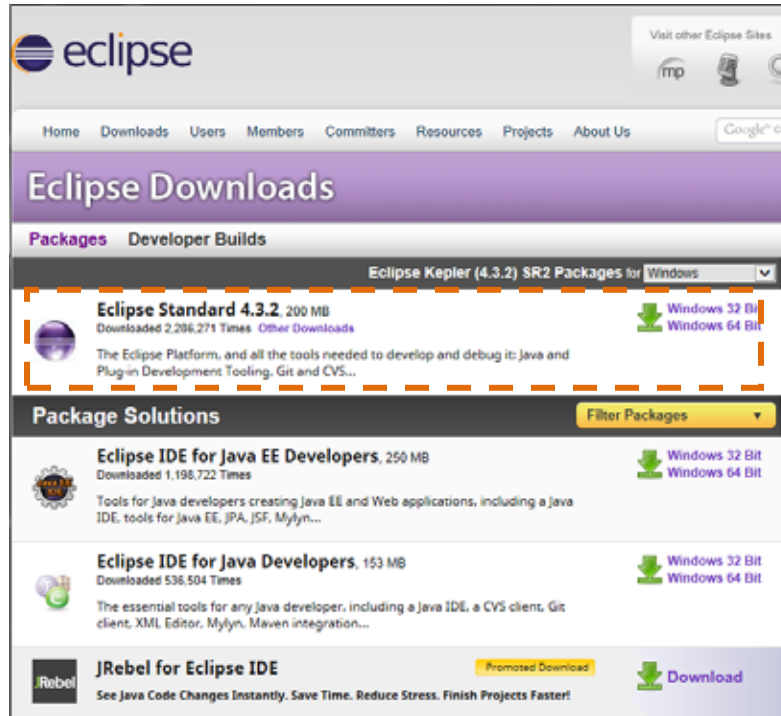 eclipse
Visit other Eclipse Sites
mp
Home Downloads Users Members Committers Resources Projects About Us
Google™
Eclipse Downloads
Packages Developer Builds
Eclipse Kepler (4.3.2) SR2 Packages for Windows
Eclipse Standard 4.3.2, 200 MB
Windows 32 Bit
Downloaded 2,286,271 Times Other Downloads
Windows 64 Bit
The Eclipse Platform, and all the tools needed to develop and debug it: Java and
Plug-in Development Tooling, Git and CVS...
Package Solutions
Filter Packages
Eclipse IDE for Java EE Developers, 250 MB
Windows 32 Bit
Downloaded 1,198,722 Times
Windows 64 Bit
Tools for Java developers creating Java EE and Web applications, including a Java
IDE, tools for Java EE, JPA, JSF, Mylyn...
Eclipse IDE for Java Developers, 153 MB
Windows 32 Bit
Downloaded 536,504 Times
Windows 64 Bit
The essential tools for any Java developer, including a Java IDE, a CVS client, Git
client, XML Editor, Mylyn, Maven integration...
JRebel
JRebel for Eclipse IDE
Promoted Download
Download
See Java Code Changes Instantly. Save Time. Reduce Stress. Finish Projects Faster!